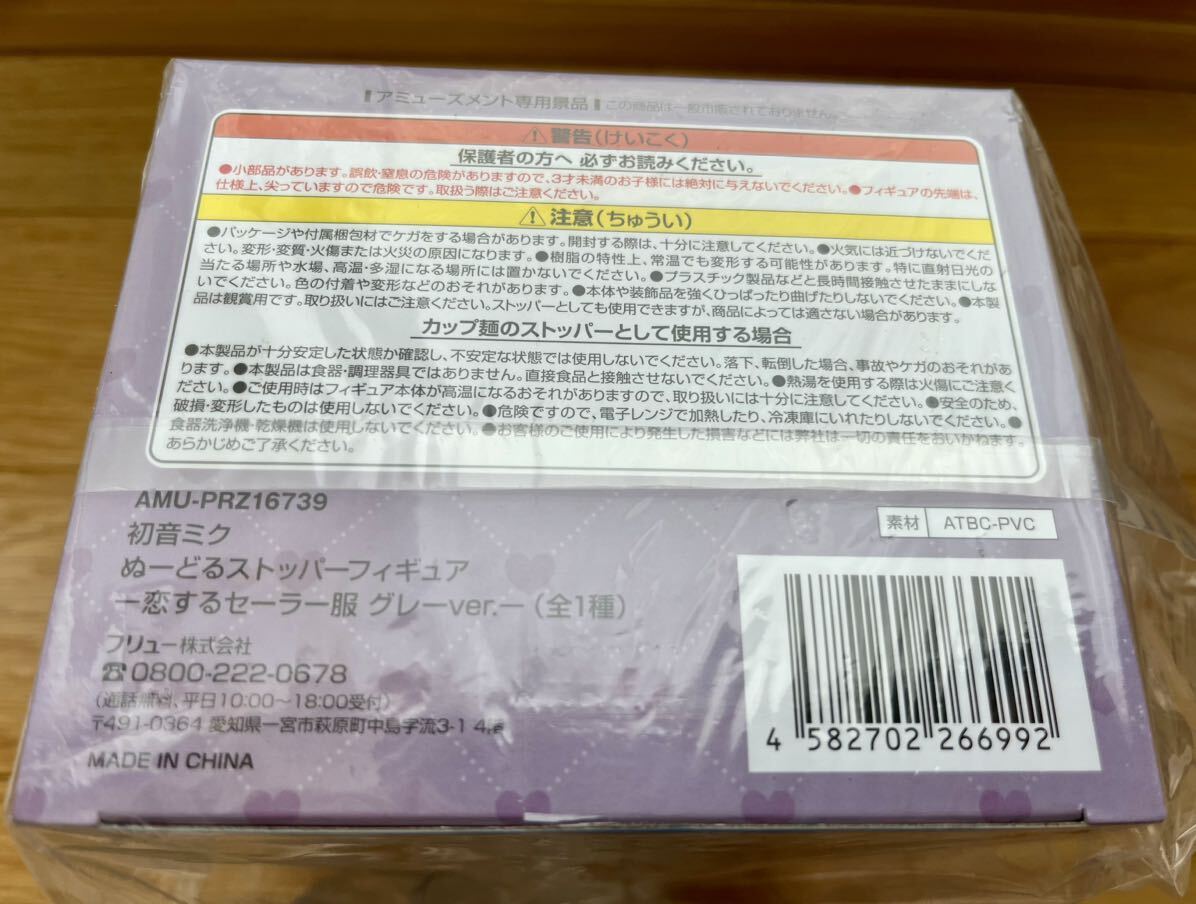 アミューズメント専用景品 この商品は一般市販されておりません。
警告(けいこく)
保護者の方へ 必ずお読みください。
●小部品があります。誤飲・窒息の危険がありますので、3才未満のお子様には絶対に与えないでください。●フィギュアの先端は、
仕様上、尖っていますので危険です。取扱う際はご注意ください。
注意(ちゅうい)
●パッケージや付属梱包材でケガをする場合があります。開封する際は、十分に注意してください。●火気には近づけないでくだ
さい。変形・変質・火傷または火災の原因になります。●樹脂の特性上、常温でも変形する可能性があります。特に直射日光の
当たる場所や水場、高温・多湿になる場所には置かないでください。●プラスチック製品などと長時間接触させたままにしな
いでください。色の付着や変形などのおそれがあります。●本体や装飾品を強くひっぱったり曲げたりしないでください。●本製
品は観賞用です。取り扱いにはご注意ください。ストッパーとしても使用できますが、商品によっては適さない場合があります。
カップ麺のストッパーとして使用する場合
●本製品が十分安定した状態か確認し、不安定な状態では使用しないでください。落下、転倒した場合、事故やケガのおそれがあ
ります。●本製品は食器・調理器具ではありません。直接食品と接触させないでください。●熱湯を使用する際は火傷にご注意く
ださい。●ご使用時はフィギュア本体が高温になるおそれがありますので、取り扱いには十分に注意してください。●安全のため、
破損・変形したものは使用しないでください。●危険ですので、電子レンジで加熱したり、冷凍庫にいれたりしないでください。●
食器洗浄機・乾燥機は使用しないでください。●お客様のご使用により発生した損害などには弊社は一切の責任をおいかねます。
あらかじめご了承ください。
AMU-PRZ16739
初音ミク
ぬーどるストッパーフィギュア
ー恋するセーラー服 グレーver.ー(全1種)
素材 ATBC-PVC
フリュー株式会社
☎0800-222-0678
(通話無料、平日10:00〜18:00受付)
〒491-0364 愛知県一宮市萩原町中島字流3-1 4階
MADE IN CHINA
4 582702 266992